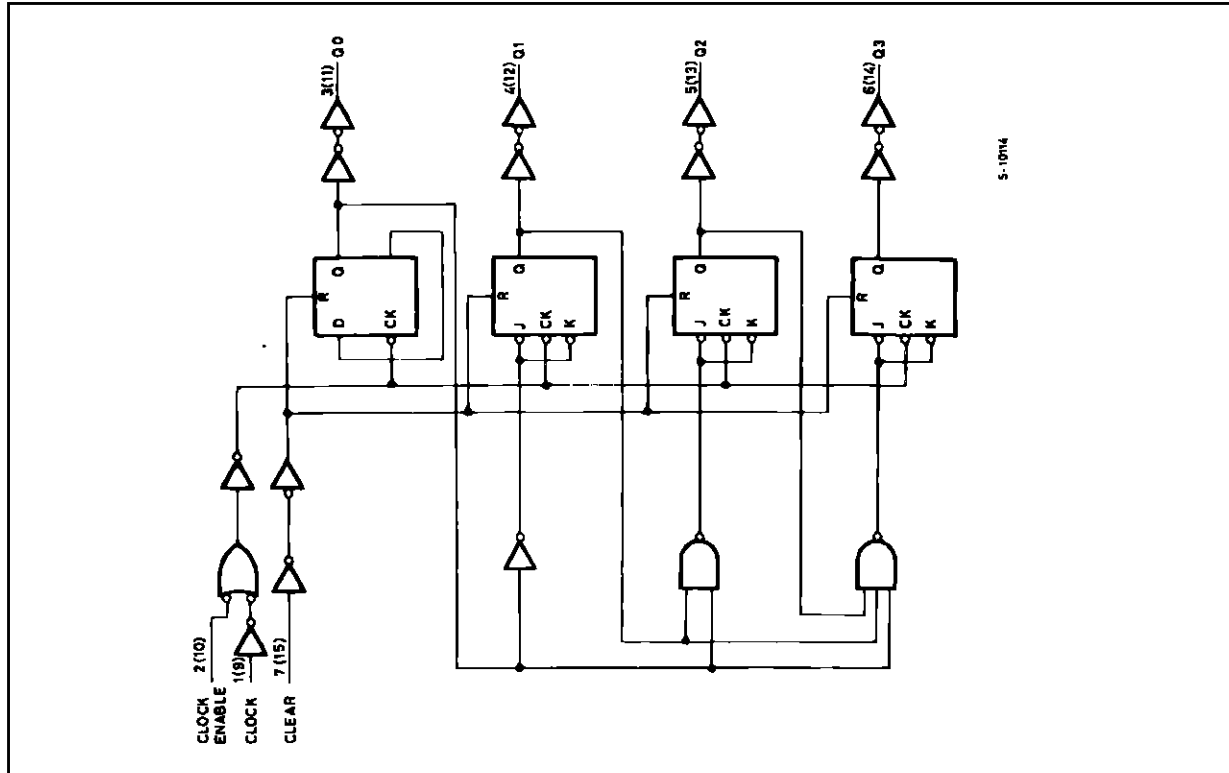 CLOCK
ENABLE
2(10)
CLOCK
1(9)
CLEAR
7(15)
D
R
Q
CK
3(11) Q0
J
R
Q
CK
K
4(12) Q1
J
R
Q
CK
K
5(13) Q2
J
R
Q
CK
K
6(14) Q3
S-10114